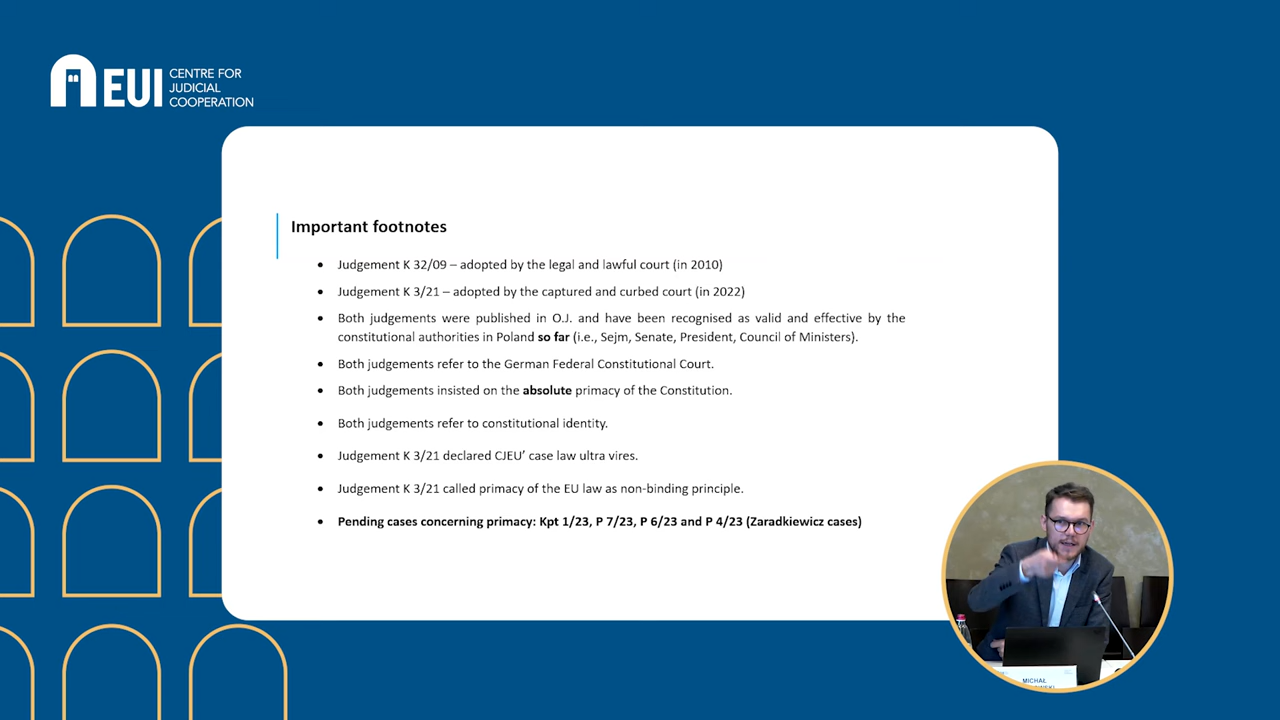 EUI
CENTRE FOR
JUDICIAL
COOPERATION
Important footnotes
• Judgement K 32/09 – adopted by the legal and lawful court (in 2010)
• Judgement K 3/21 – adopted by the captured and curbed court (in 2022)
• Both judgements were published in O.J. and have been recognised as valid and effective by the
constitutional authorities in Poland so far (i.e., Sejm, Senate, President, Council of Ministers).
• Both judgements refer to the German Federal Constitutional Court.
• Both judgements insisted on the absolute primacy of the Constitution.
• Both judgements refer to constitutional identity.
• Judgement K 3/21 declared CJEU’ case law ultra vires.
• Judgement K 3/21 called primacy of the EU law as non-binding principle.
• Pending cases concerning primacy: Kpt 1/23, P 7/23, P 6/23 and P 4/23 (Zaradkiewicz cases)
MICHAŁ